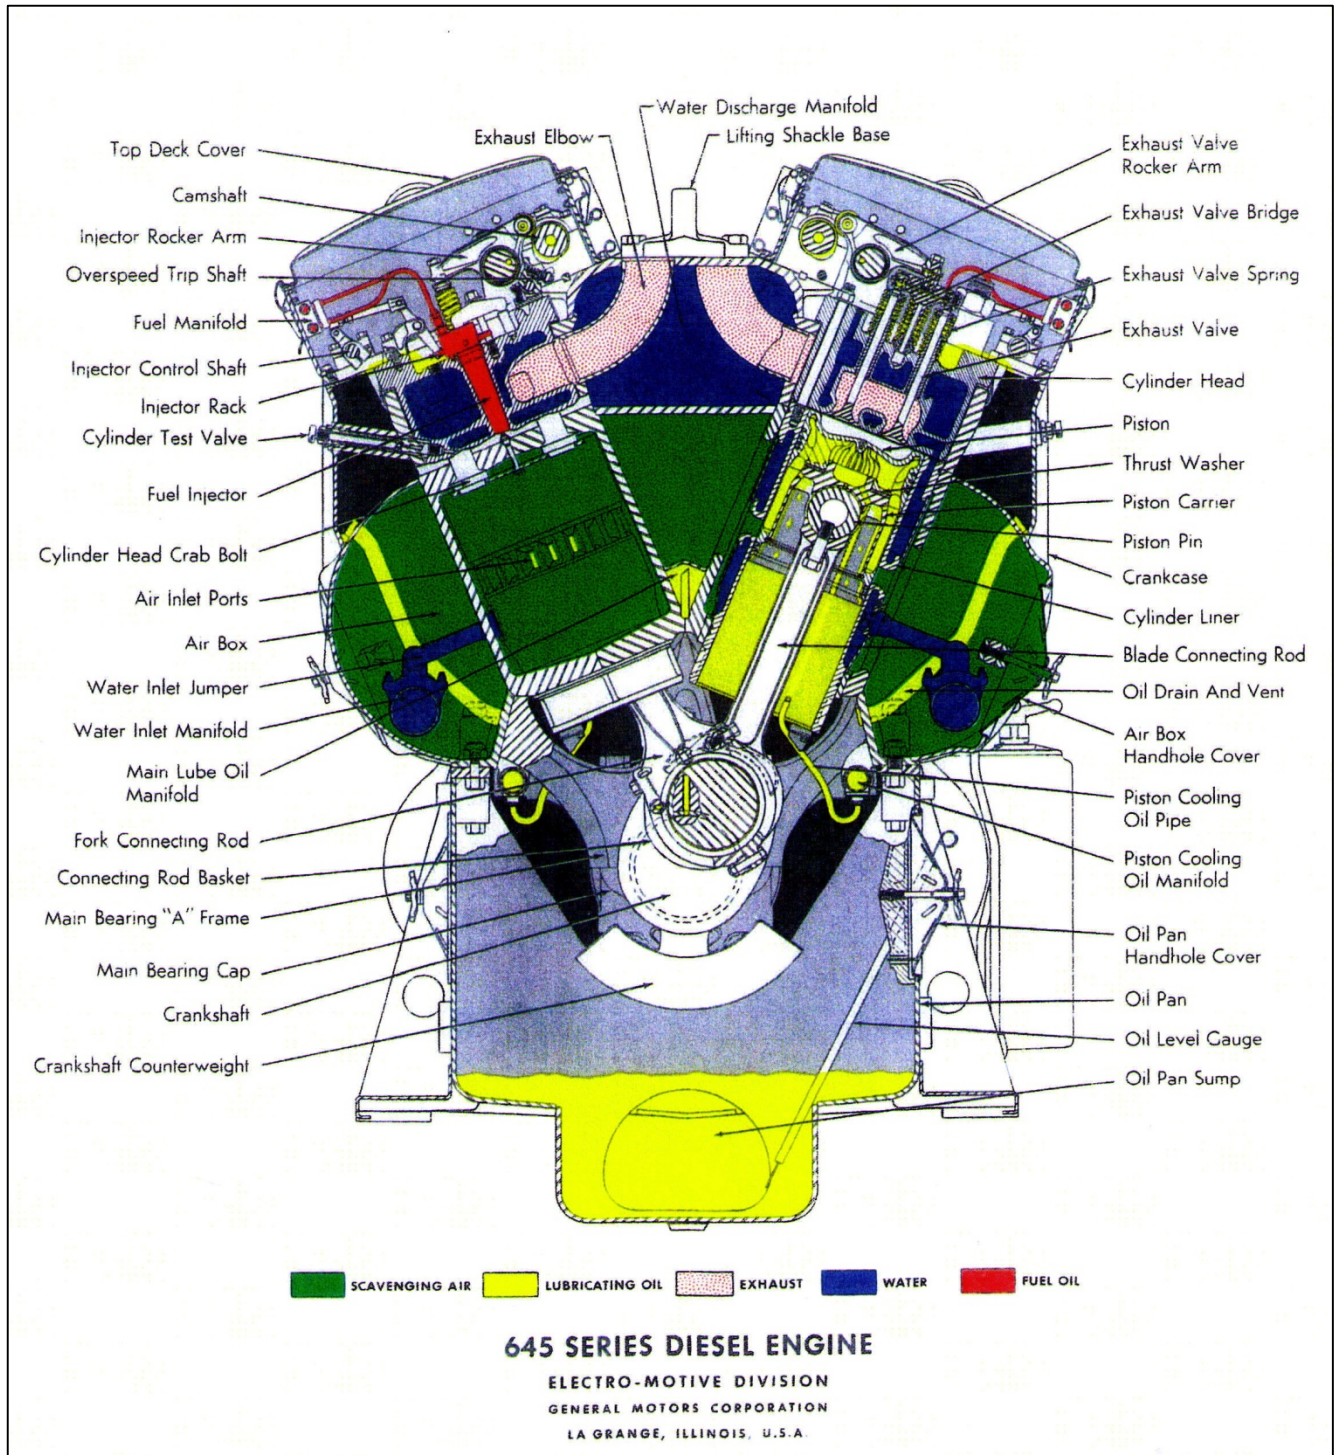 Water Discharge Manifold
Exhaust Elbow
Lifting Shackle Base
Top Deck Cover
Camshaft
Injector Rocker Arm
Overspeed Trip Shaft
Fuel Manifold
Injector Control Shaft
Injector Rack
Cylinder Test Valve
Fuel Injector
Cylinder Head Crab Bolt
Air Inlet Ports
Air Box
Water Inlet Jumper
Water Inlet Manifold
Main Lube Oil
Manifold
Fork Connecting Rod
Connecting Rod Basket
Main Bearing "A" Frame
Main Bearing Cap
Crankshaft
Crankshaft Counterweight
Exhaust Valve
Rocker Arm
Exhaust Valve Bridge
Exhaust Valve Spring
Exhaust Valve
Cylinder Head
Piston
Thrust Washer
Piston Carrier
Piston Pin
Crankcase
Cylinder Liner
Blade Connecting Rod
Oil Drain And Vent
Air Box
Handhole Cover
Piston Cooling
Oil Pipe
Piston Cooling
Oil Manifold
Oil Pan
Handhole Cover
Oil Pan
Oil Level Gauge
Oil Pan Sump
SCAVENGING AIR LUBRICATING OIL EXHAUST WATER FUEL OIL
645 SERIES DIESEL ENGINE
ELECTRO-MOTIVE DIVISION
GENERAL MOTORS CORPORATION
LA GRANGE, ILLINOIS, U.S.A.